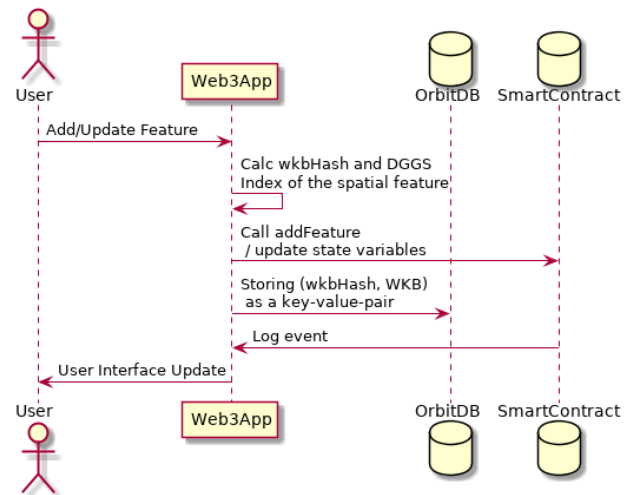 User
Web3App
OrbitDB
SmartContract
Add/Update Feature
Calc wkbHash and DGGS
Index of the spatial feature
Call addFeature
/ update state variables
Storing (wkbHash, WKB)
as a key-value-pair
Log event
User Interface Update
User
Web3App
OrbitDB
SmartContract